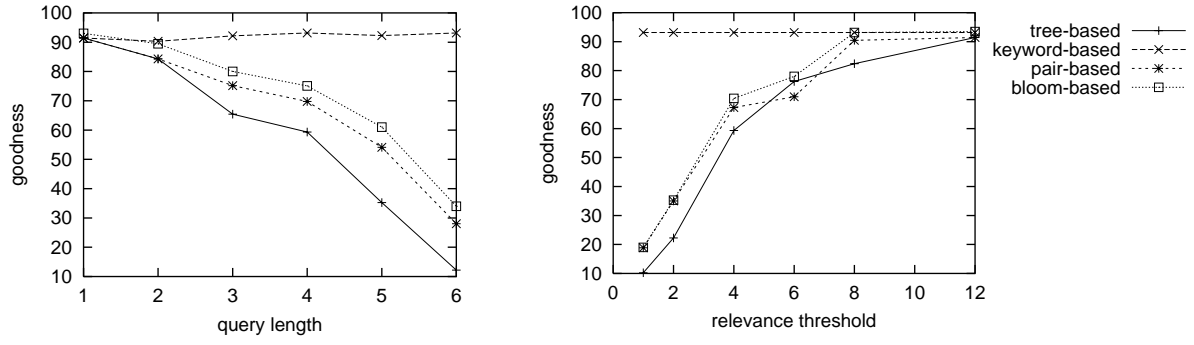 100
90
80
70
60
50
40
30
20
10
goodness
1 2 3 4 5 6
query length
100
90
80
70
60
50
40
30
20
10
goodness
0 2 4 6 8 10 12
relevance threshold
tree-based
keyword-based
pair-based
bloom-based